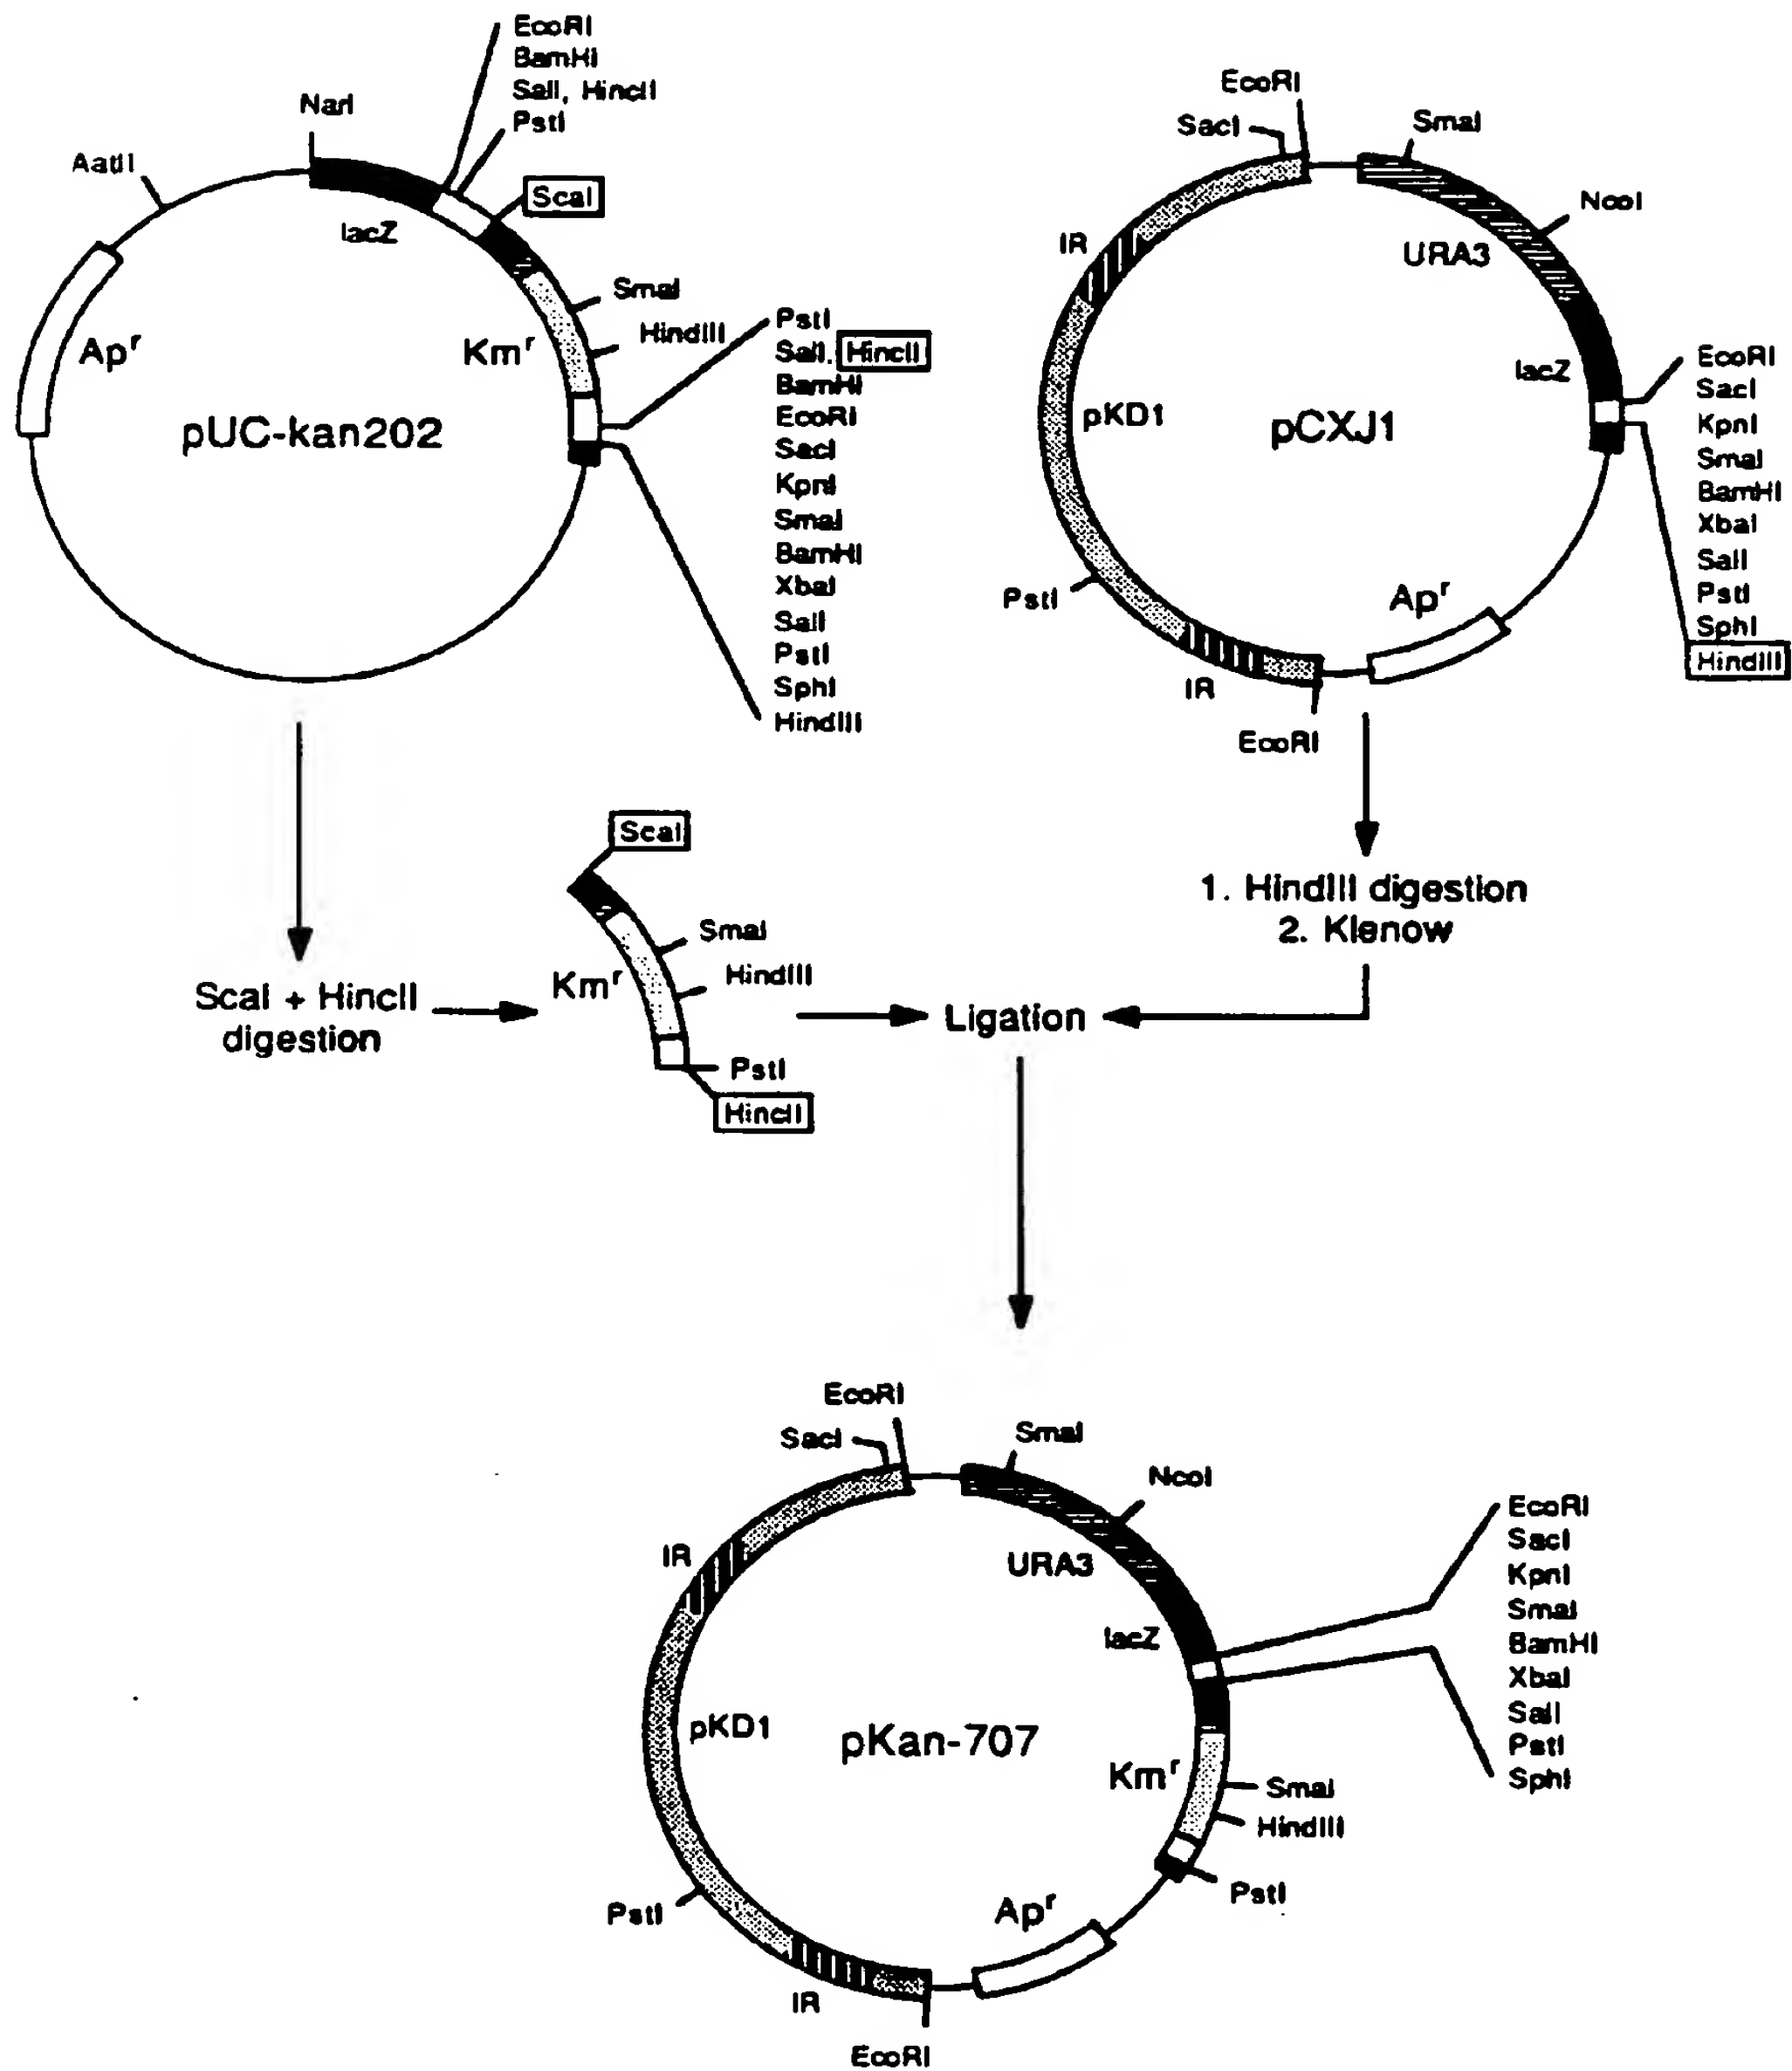 EcoRI
BamHI
SalI, HincII
PstI
NarI
AatII
ScaI
lacZ
SmaI
HindIII
Kmʳ
Apʳ
pUC-kan202
PstI
SalI, HincII
BamHI
EcoRI
SacI
KpnI
SmaI
BamHI
XbaI
SalI
PstI
SphI
HindIII
EcoRI
SacI
SmaI
NcoI
IR
URA3
lacZ
pKD1
pCXJ1
EcoRI
SacI
KpnI
SmaI
BamHI
XbaI
SalI
PstI
SphI
HindIII
PstI
Apʳ
IR
EcoRI
ScaI + HincII
digestion
ScaI
SmaI
HindIII
Kmʳ
PstI
HincII
Ligation
1. HindIII digestion
2. Klenow
EcoRI
SacI
SmaI
NcoI
IR
URA3
lacZ
EcoRI
SacI
KpnI
SmaI
BamHI
XbaI
SalI
PstI
SphI
pKD1
pKan-707
Kmʳ
SmaI
HindIII
PstI
PstI
Apʳ
IR
EcoRI